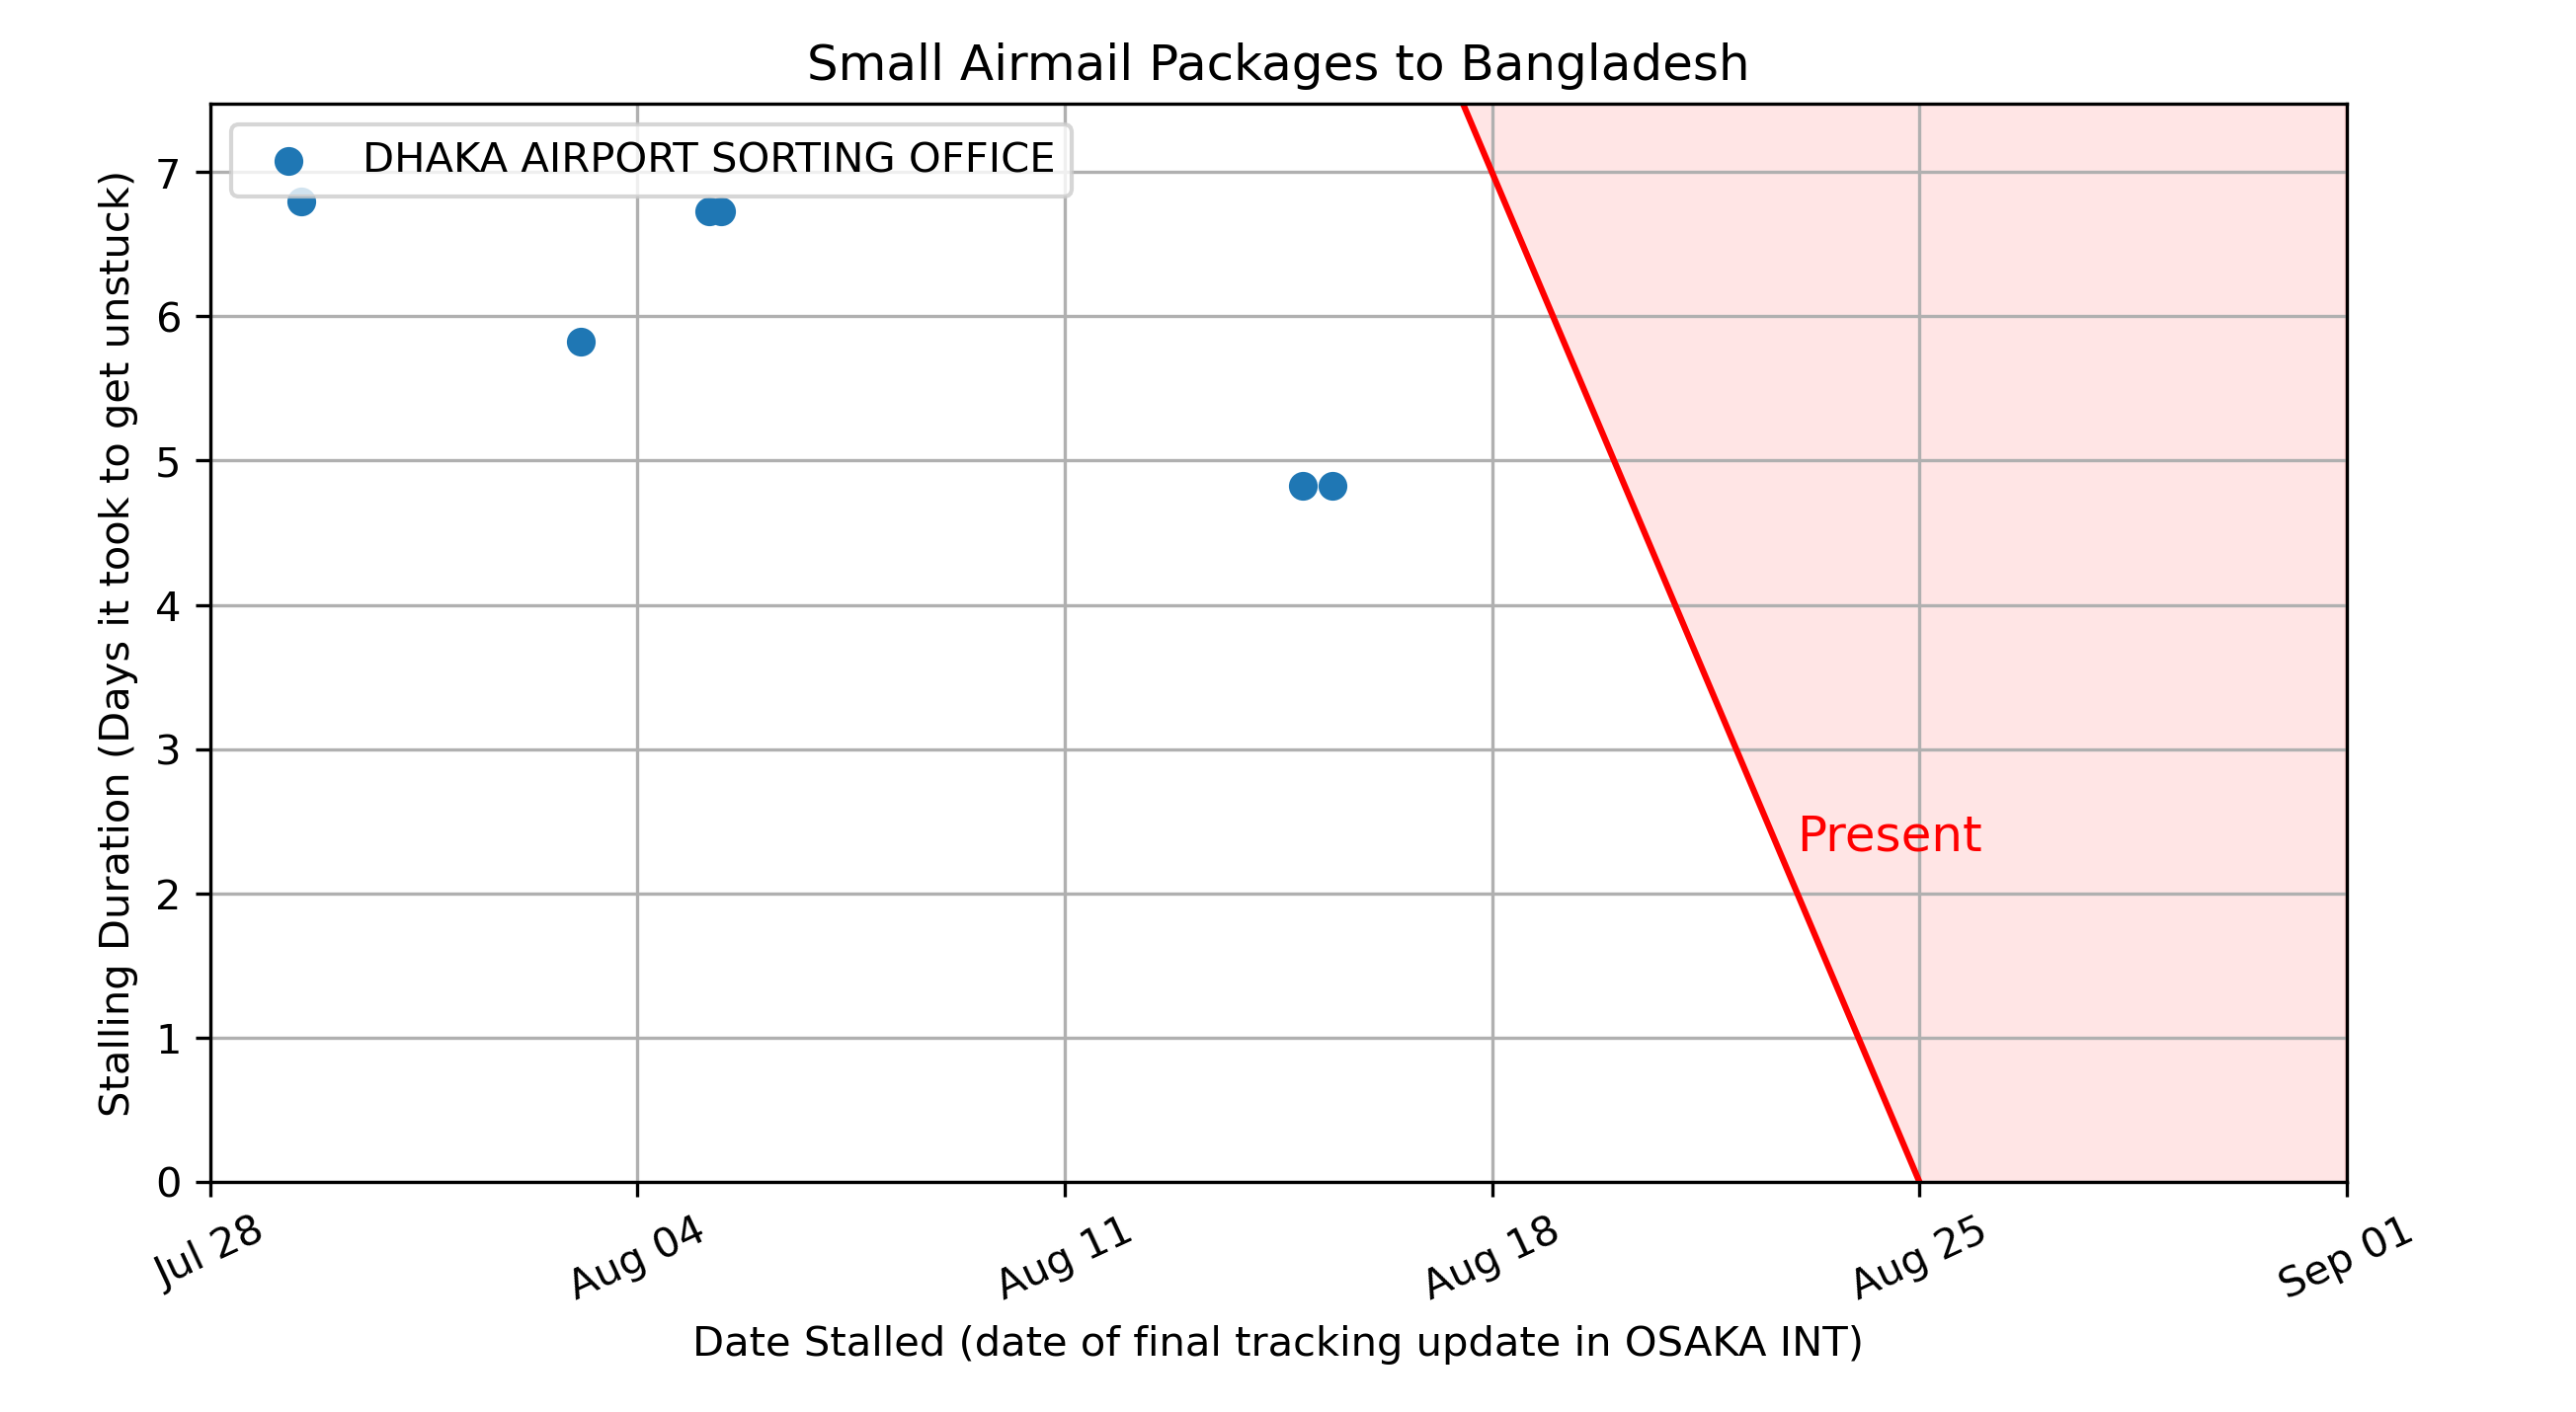 Small Airmail Packages to Bangladesh
DHAKA AIRPORT SORTING OFFICE
Stalling Duration (Days it took to get unstuck)
7
6
5
4
3
2
1
0
Present
Jul 28
Aug 04
Aug 11
Aug 18
Aug 25
Sep 01
Date Stalled (date of final tracking update in OSAKA INT)